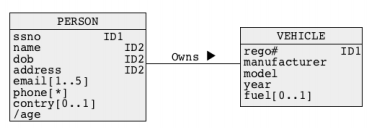 PERSON
ssno ID1
name ID2
dob ID2
address ID2
email[1..5]
phone[*]
contry[0..1]
/age
Owns ▶
VEHICLE
rego# ID1
manufacturer
model
year
fuel[0..1]